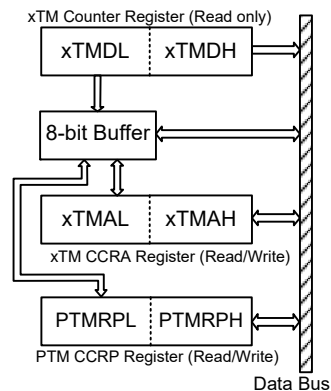 xTM Counter Register (Read only)
xTMDL xTMDH
8-bit Buffer
xTMAL xTMAH
xTM CCRA Register (Read/Write)
PTMRPL PTMRPH
PTM CCRP Register (Read/Write)
Data Bus